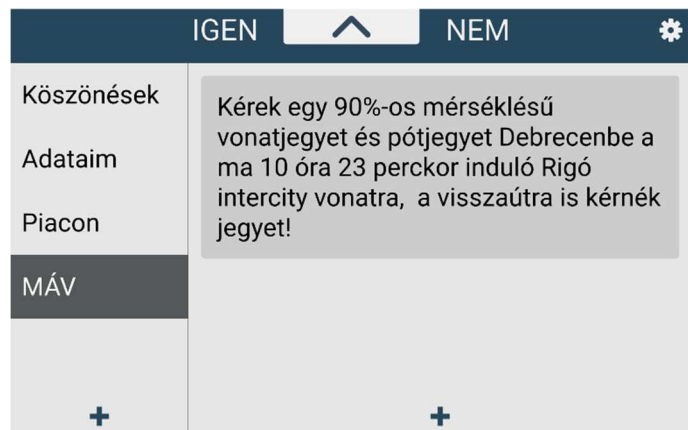 IGEN NEM
Köszönések
Adataim
Piacon
MÁV
Kérek egy 90%-os mérséklésű
vonatjegyet és pótjegyet Debrecenbe a
ma 10 óra 23 perckor induló Rigó
intercity vonatra, a visszaútra is kérnék
jegyet!
+ +